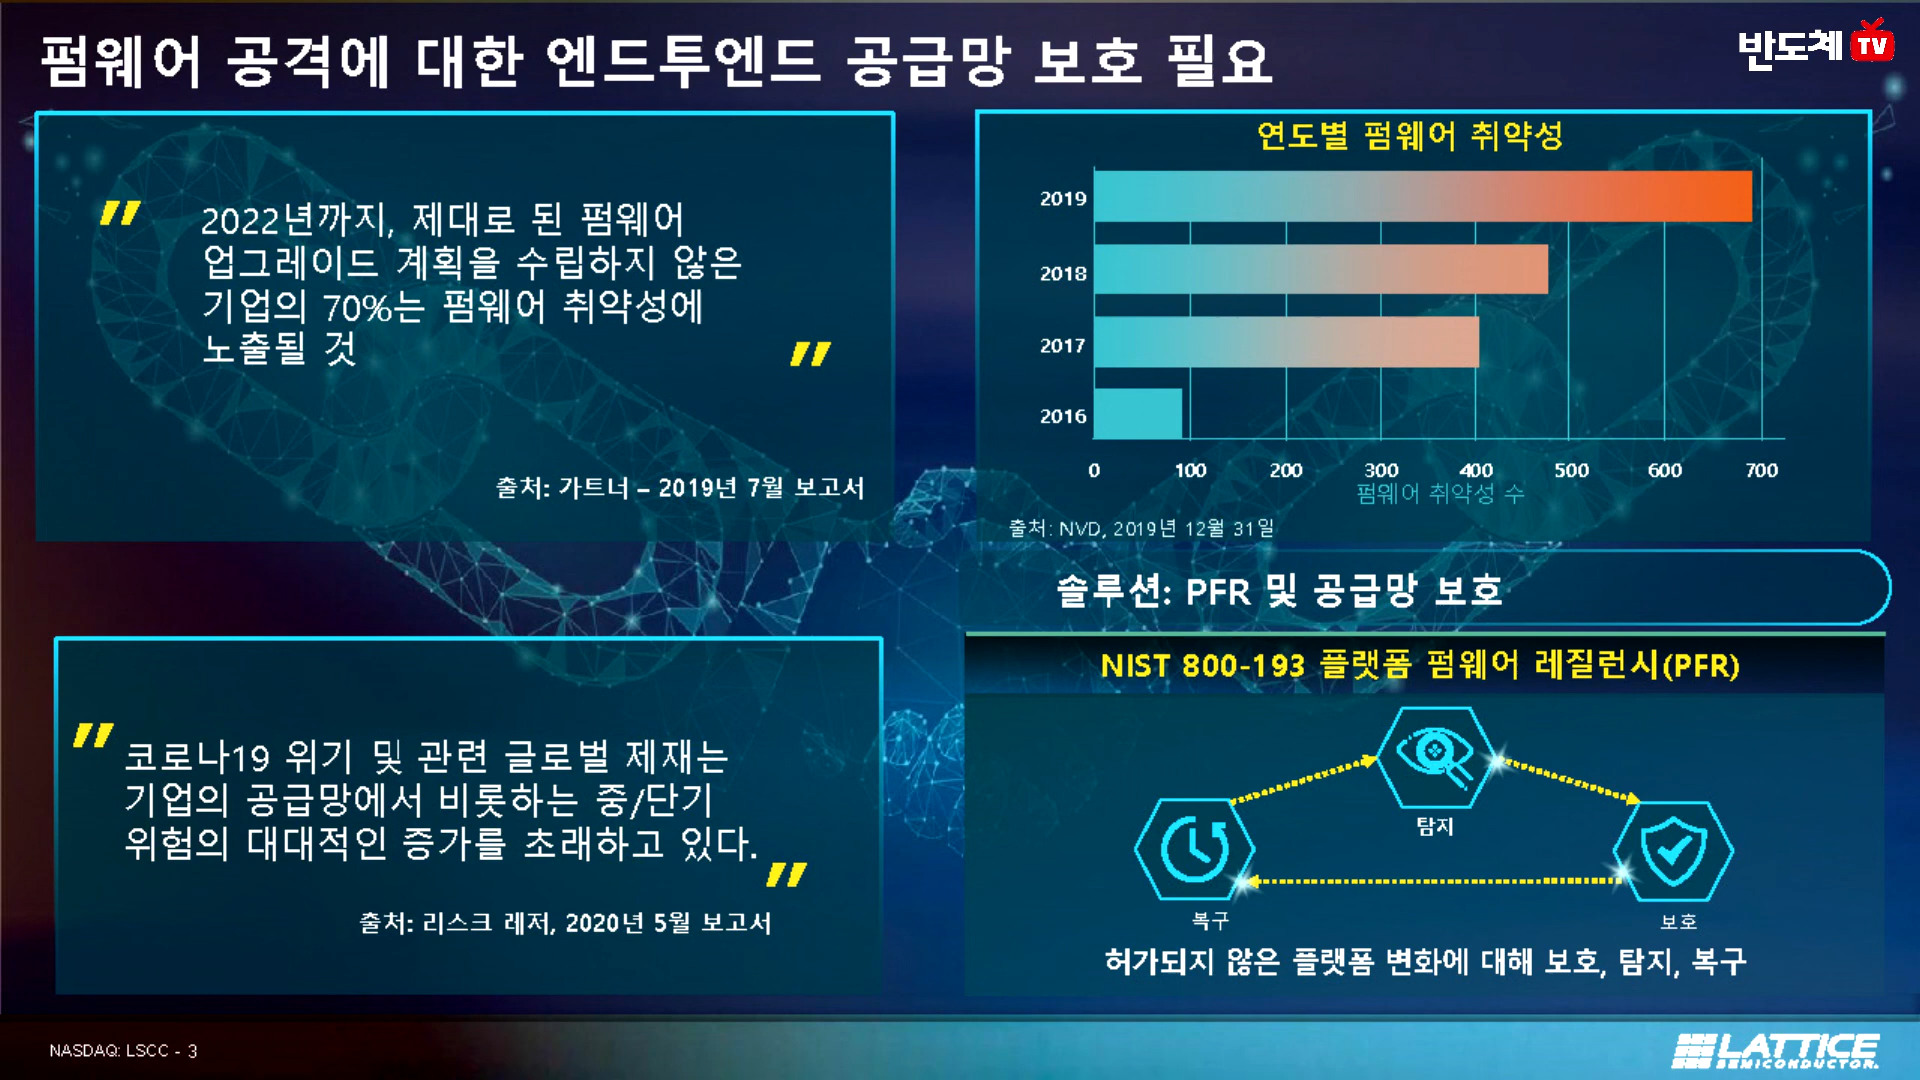 펌웨어 공격에 대한 엔드투엔드 공급망 보호 필요
반도체 TV
" 2022년까지, 제대로 된 펌웨어
업그레이드 계획을 수립하지 않은
기업의 70%는 펌웨어 취약성에
노출될 것 "
출처: 가트너 – 2019년 7월 보고서
연도별 펌웨어 취약성
2019
2018
2017
2016
0 100 200 300 400 500 600 700
펌웨어 취약성 수
출처: NVD, 2019년 12월 31일
솔루션: PFR 및 공급망 보호
" 코로나19 위기 및 관련 글로벌 제재는
기업의 공급망에서 비롯하는 중/단기
위험의 대대적인 증가를 초래하고 있다. "
출처: 리스크 레저, 2020년 5월 보고서
NIST 800-193 플랫폼 펌웨어 레질런시(PFR)
탐지
복구
보호
허가되지 않은 플랫폼 변화에 대해 보호, 탐지, 복구
NASDAQ: LSCC - 3
LATTICE
SEMICONDUCTOR.